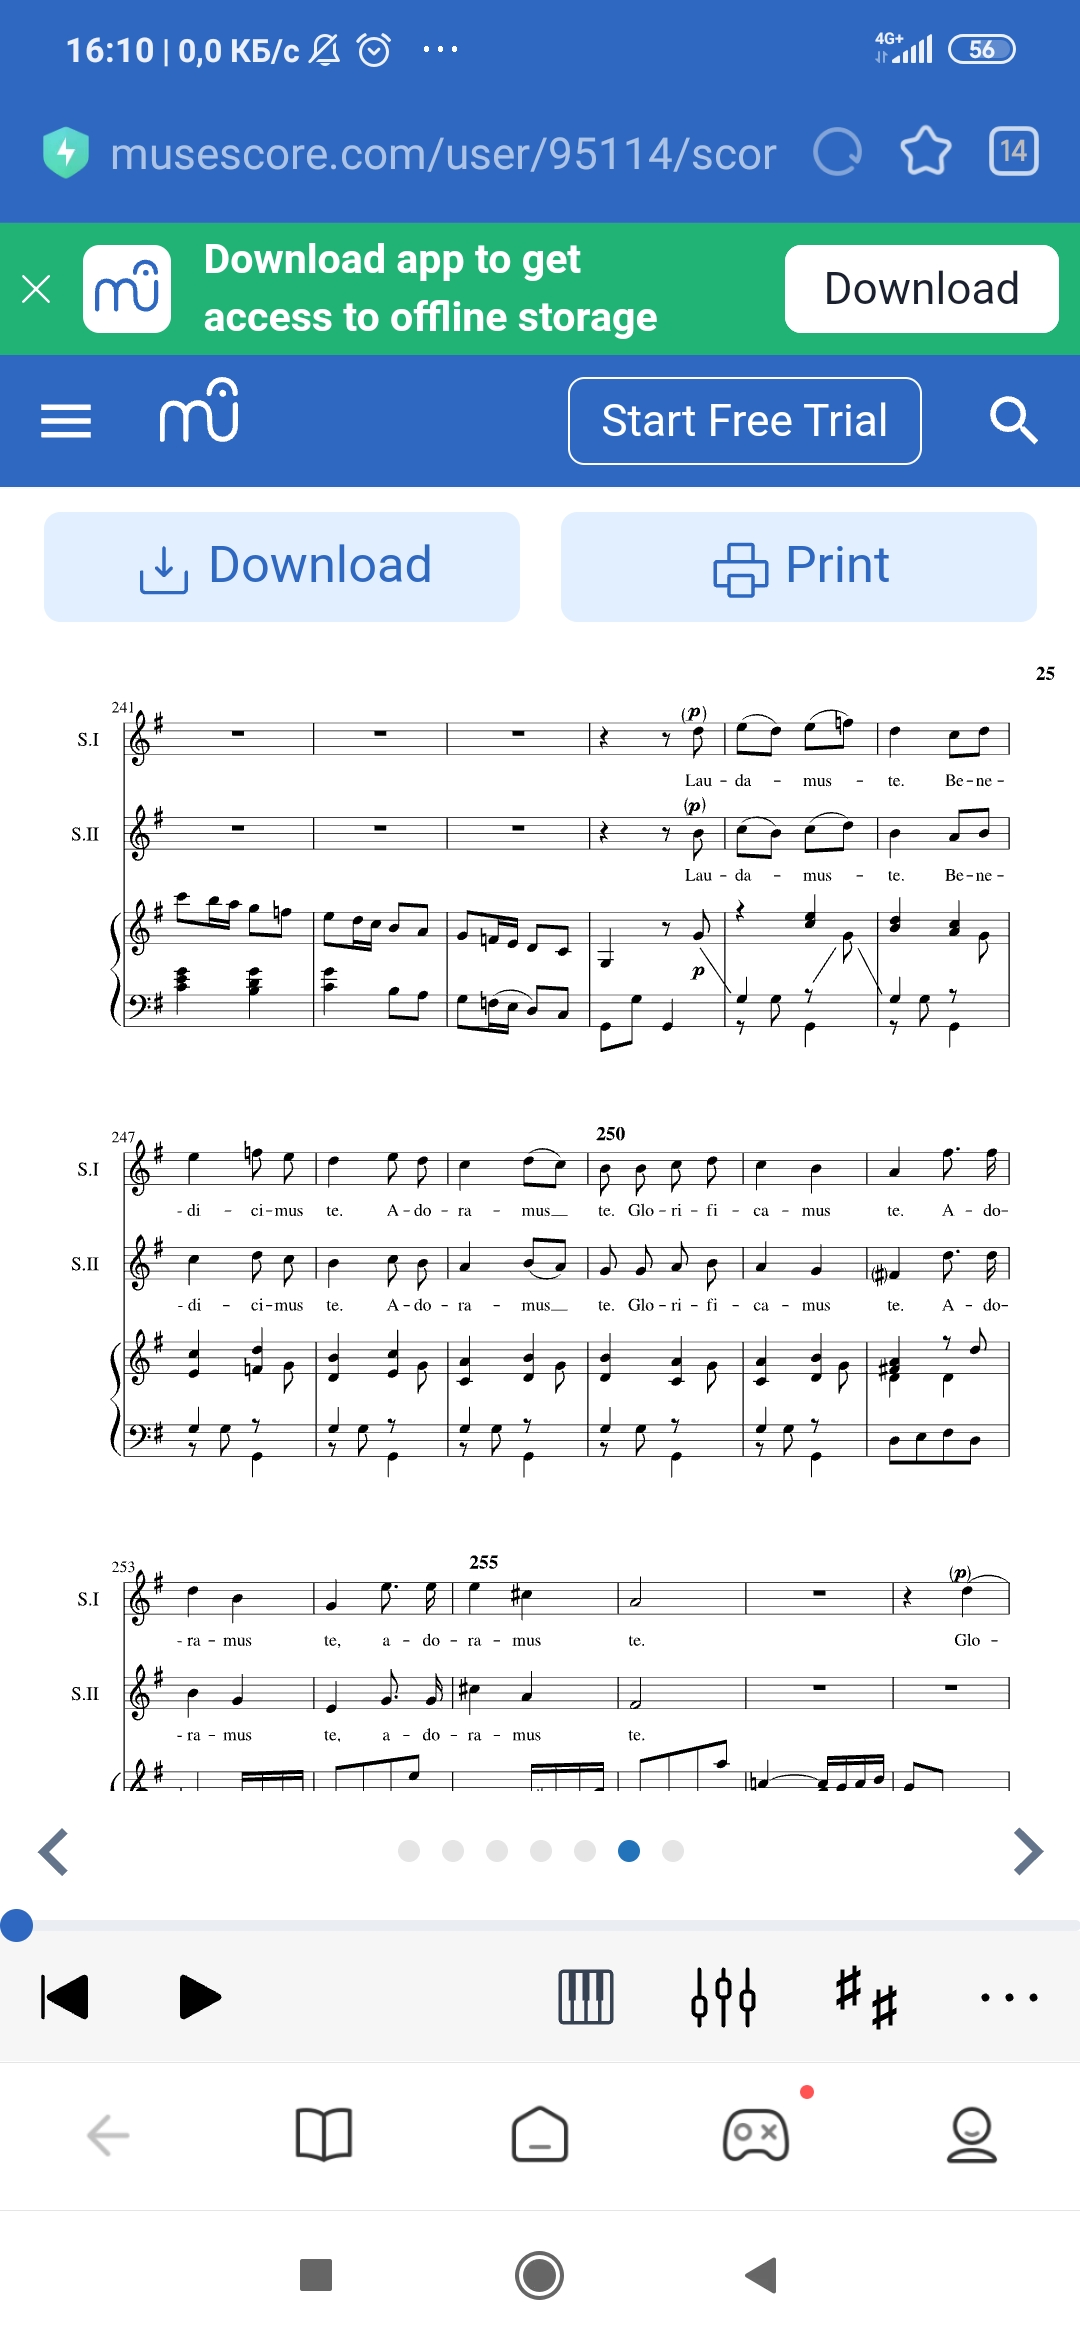 16:10 | 0,0 КБ/с ... 4G+ 56
musescore.com/user/95114/scor 14
Download app to get
access to offline storage
Download
Start Free Trial
Download Print
25
241
S.I
(p)
Lau - da - mus - te. Be - ne -
S.II
(p)
Lau - da - mus - te. Be - ne -
p
247
250
S.I
- di - ci - mus te. A - do - ra - mus__ te. Glo - ri - fi - ca - mus te. A - do-
S.II
- di - ci - mus te. A - do - ra - mus__ te. Glo - ri - fi - ca - mus te. A - do-
253
255
S.I
(p)
- ra - mus te, a - do - ra - mus te. Glo -
S.II
- ra - mus te, a - do - ra - mus te.